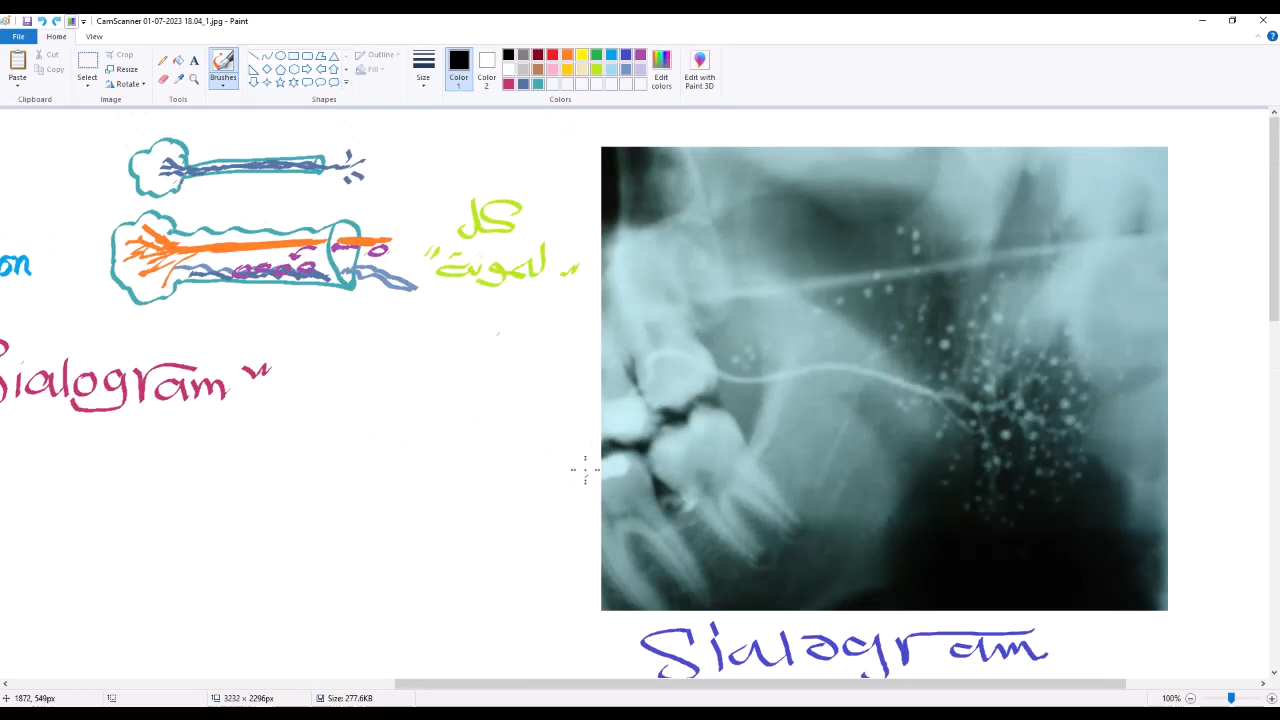 CamScanner 01-07-2023 18.04_1.jpg - Paint
File
Home
View
Paste
Cut
Copy
Clipboard
Select
Crop
Resize
Rotate
Image
A
Tools
Brushes
Outline
Fill
Shapes
Size
Color
1
Color
2
Edit
colors
Edit with
Paint 3D
Colors
كل
"لمونة"
on
Sialogram "
Sialogram
1872, 549px
3232 × 2296px
Size: 277.6KB
100%